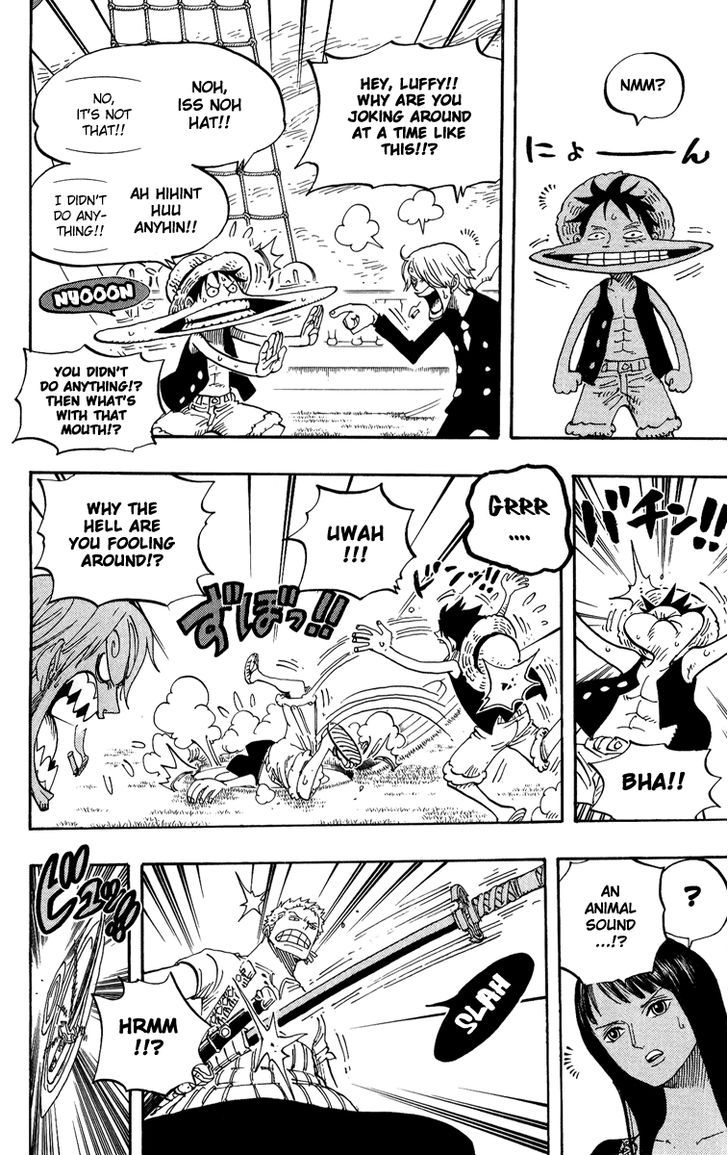 NMM?
にょーーん
HEY, LUFFY!!
WHY ARE YOU
JOKING AROUND
AT A TIME LIKE
THIS!!?
NOH,
ISS NOH
HAT!!
NO,
IT'S NOT
THAT!!
AH HIHINT
HUU
ANYHIN!!
I DIDN'T
DO ANY-
THING!!
NYOOON
YOU DIDN'T
DO ANYTHING!?
THEN WHAT'S
WITH THAT
MOUTH!?
バチン!!
BHA!!
GRRR
....
UWAH
!!!
ずぼっ!!
WHY THE
HELL ARE
YOU FOOLING
AROUND!?
?
AN
ANIMAL
SOUND
...!?
SLAH
HRMM
!!?